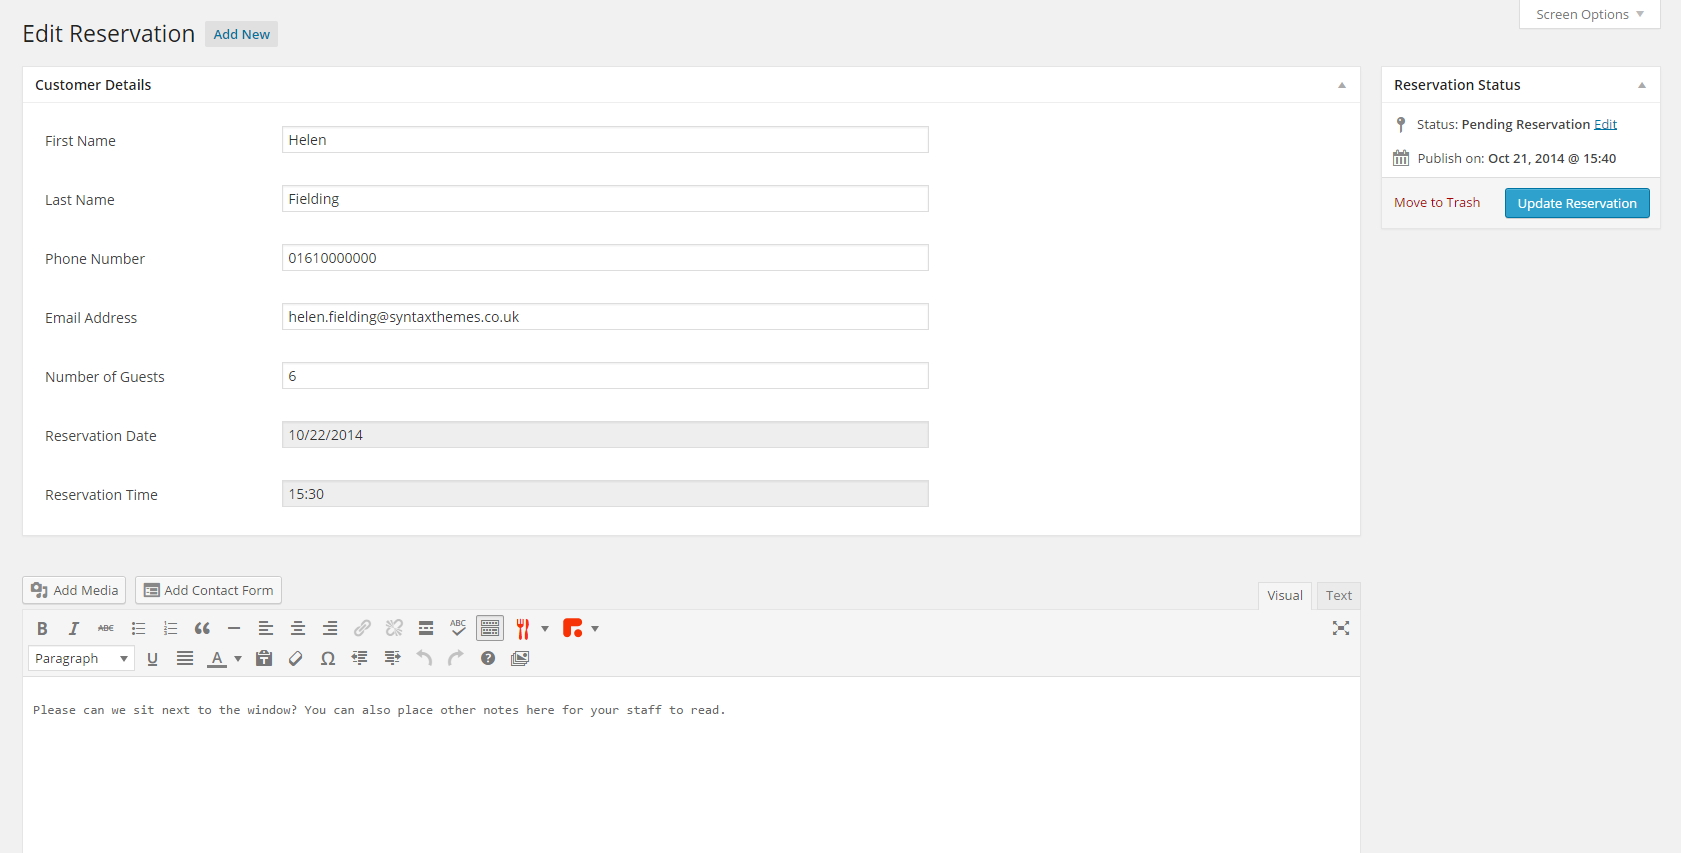 Screen Options
Edit Reservation Add New
Customer Details
First Name Helen
Last Name Fielding
Phone Number 01610000000
Email Address helen.fielding@syntaxthemes.co.uk
Number of Guests 6
Reservation Date 10/22/2014
Reservation Time 15:30
Reservation Status
Status: Pending Reservation Edit
Publish on: Oct 21, 2014 @ 15:40
Move to Trash Update Reservation
Add Media Add Contact Form
Visual Text
B I ABC ABC
Paragraph U A T Ω ?
Please can we sit next to the window? You can also place other notes here for your staff to read.